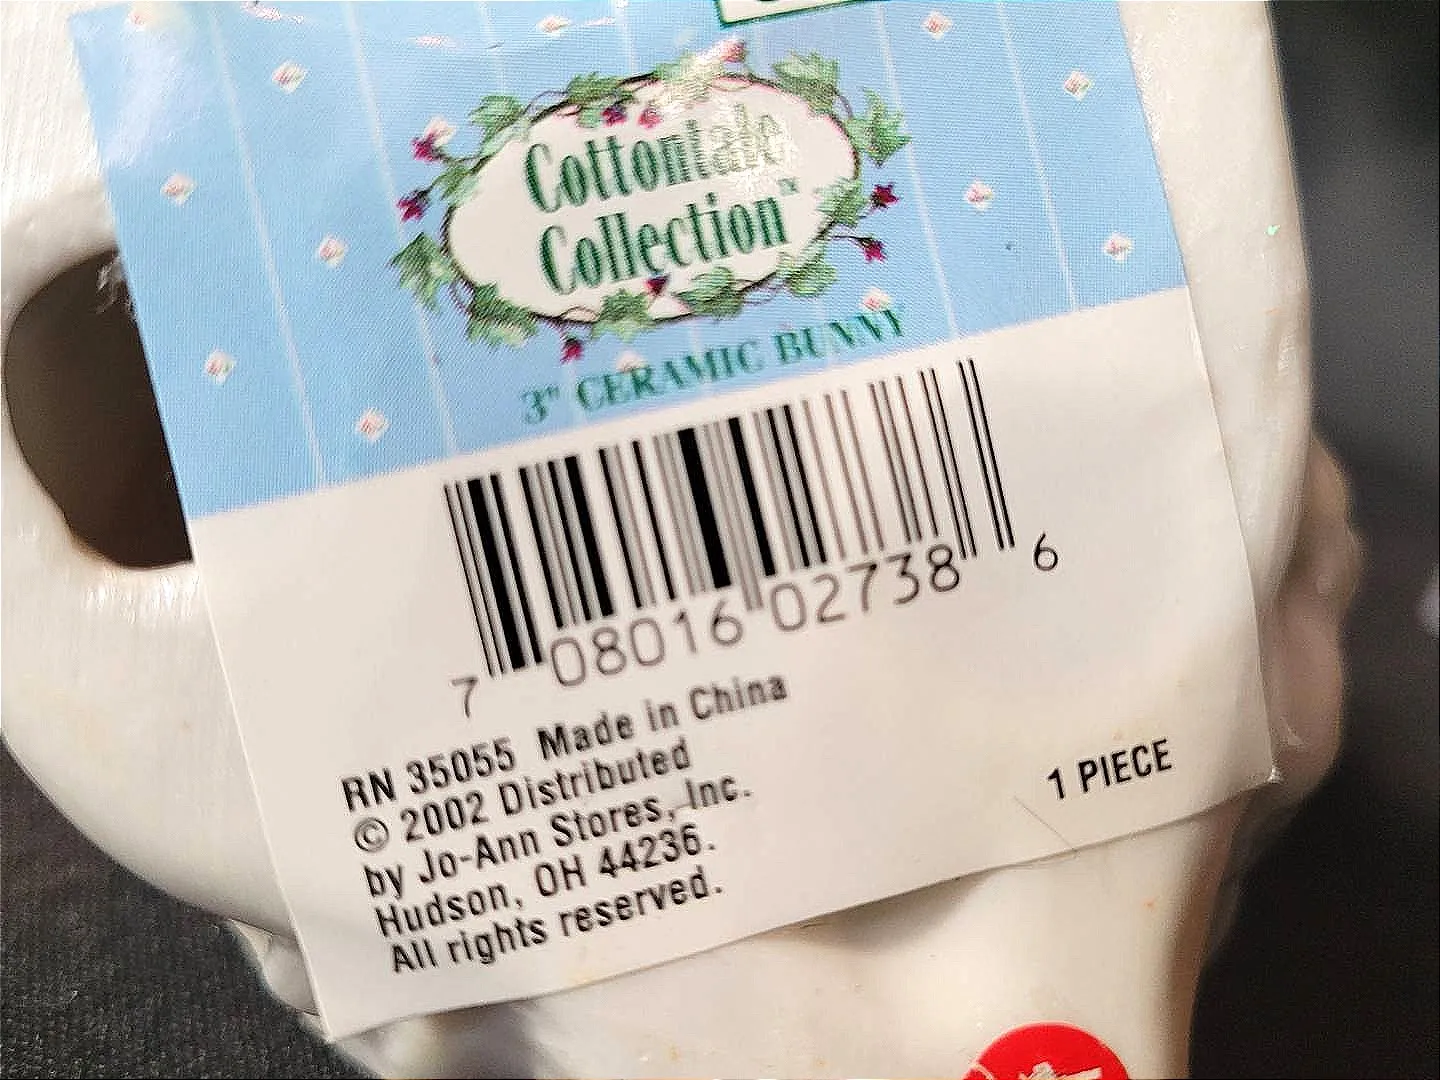 Cottontale
Collection™
3" CERAMIC BUNNY
7 08016 02738 6
RN 35055 Made in China
© 2002 Distributed
by Jo-Ann Stores, Inc.
Hudson, OH 44236.
All rights reserved.
1 PIECE